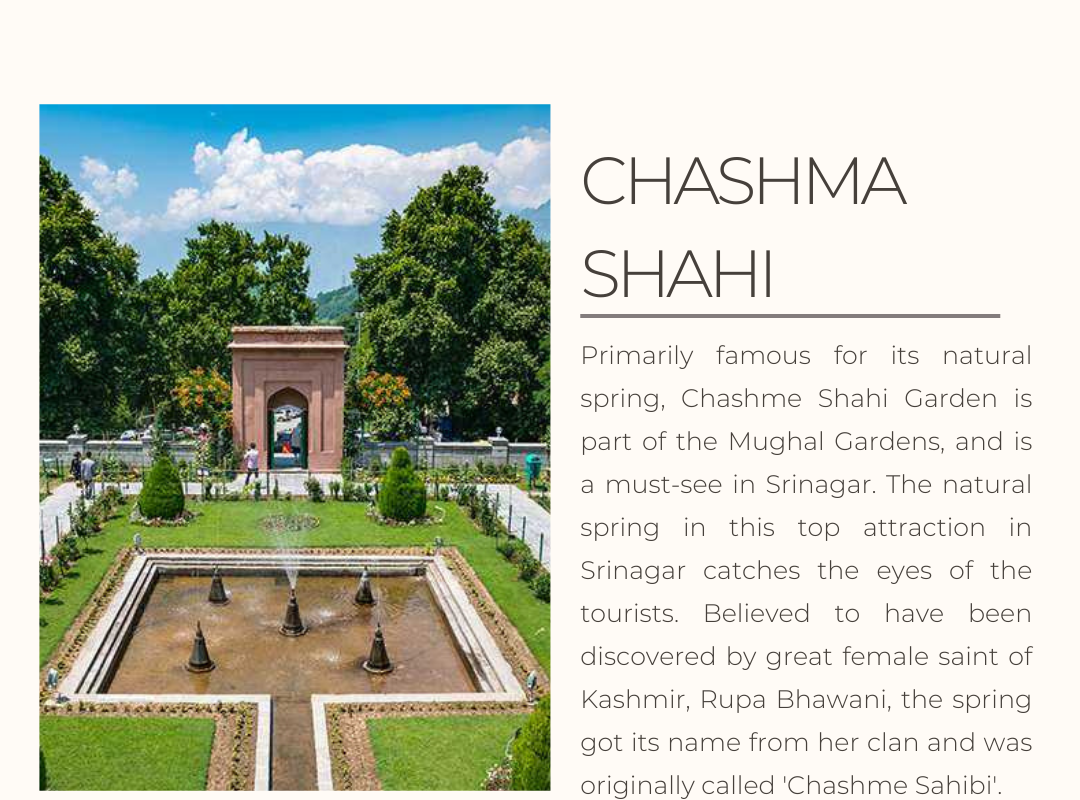 CHASHMA
SHAHI
Primarily famous for its natural
spring, Chashme Shahi Garden is
part of the Mughal Gardens, and is
a must-see in Srinagar. The natural
spring in this top attraction in
Srinagar catches the eyes of the
tourists. Believed to have been
discovered by great female saint of
Kashmir, Rupa Bhawani, the spring
got its name from her clan and was
originally called 'Chashme Sahibi'.